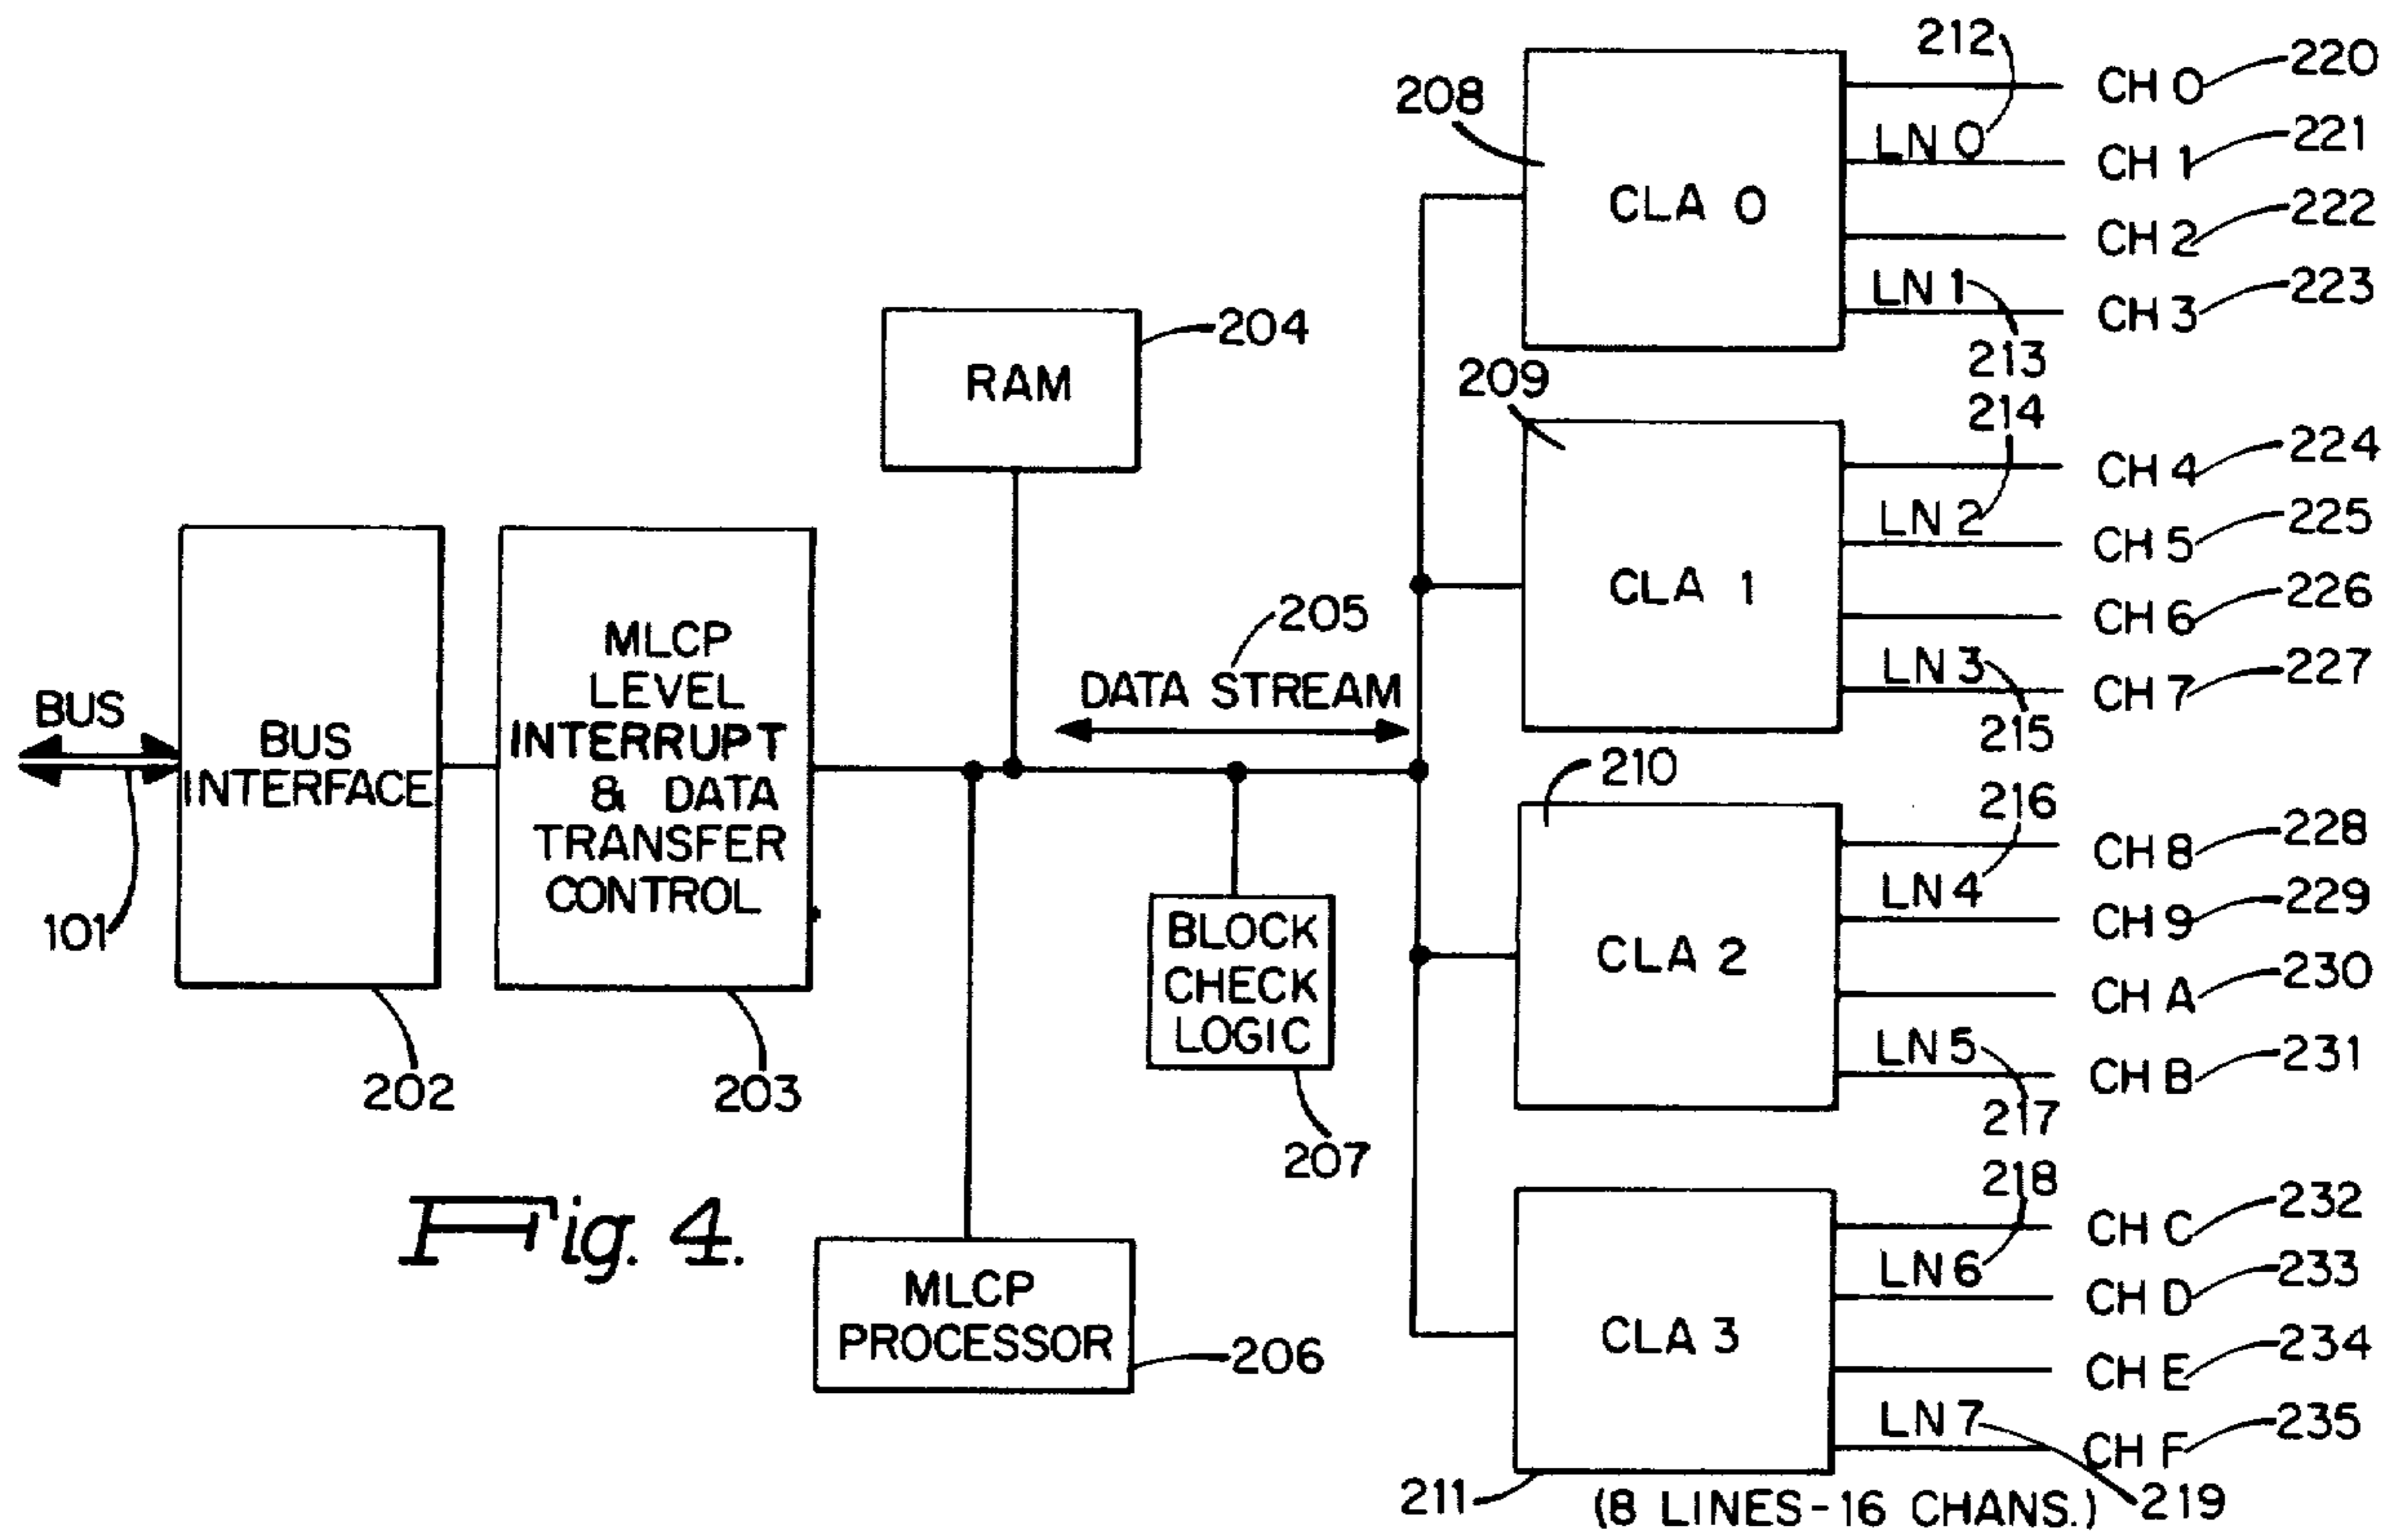 BUS
101
BUS
INTERFACE
202
MLCP
LEVEL
INTERRUPT
& DATA
TRANSFER
CONTROL
203
RAM
204
DATA STREAM
205
MLCP
PROCESSOR
206
BLOCK
CHECK
LOGIC
207
208
CLA 0
212
LN 0
LN 1
213
CH 0 220
CH 1 221
CH 2 222
CH 3 223
209
CLA 1
214
LN 2
LN 3
215
CH 4 224
CH 5 225
CH 6 226
CH 7 227
210
CLA 2
216
LN 4
LN 5
217
CH 8 228
CH 9 229
CH A 230
CH B 231
211
CLA 3
218
LN 6
LN 7
219
CH C 232
CH D 233
CH E 234
CH F 235
(8 LINES-16 CHANS.)
Fig. 4.